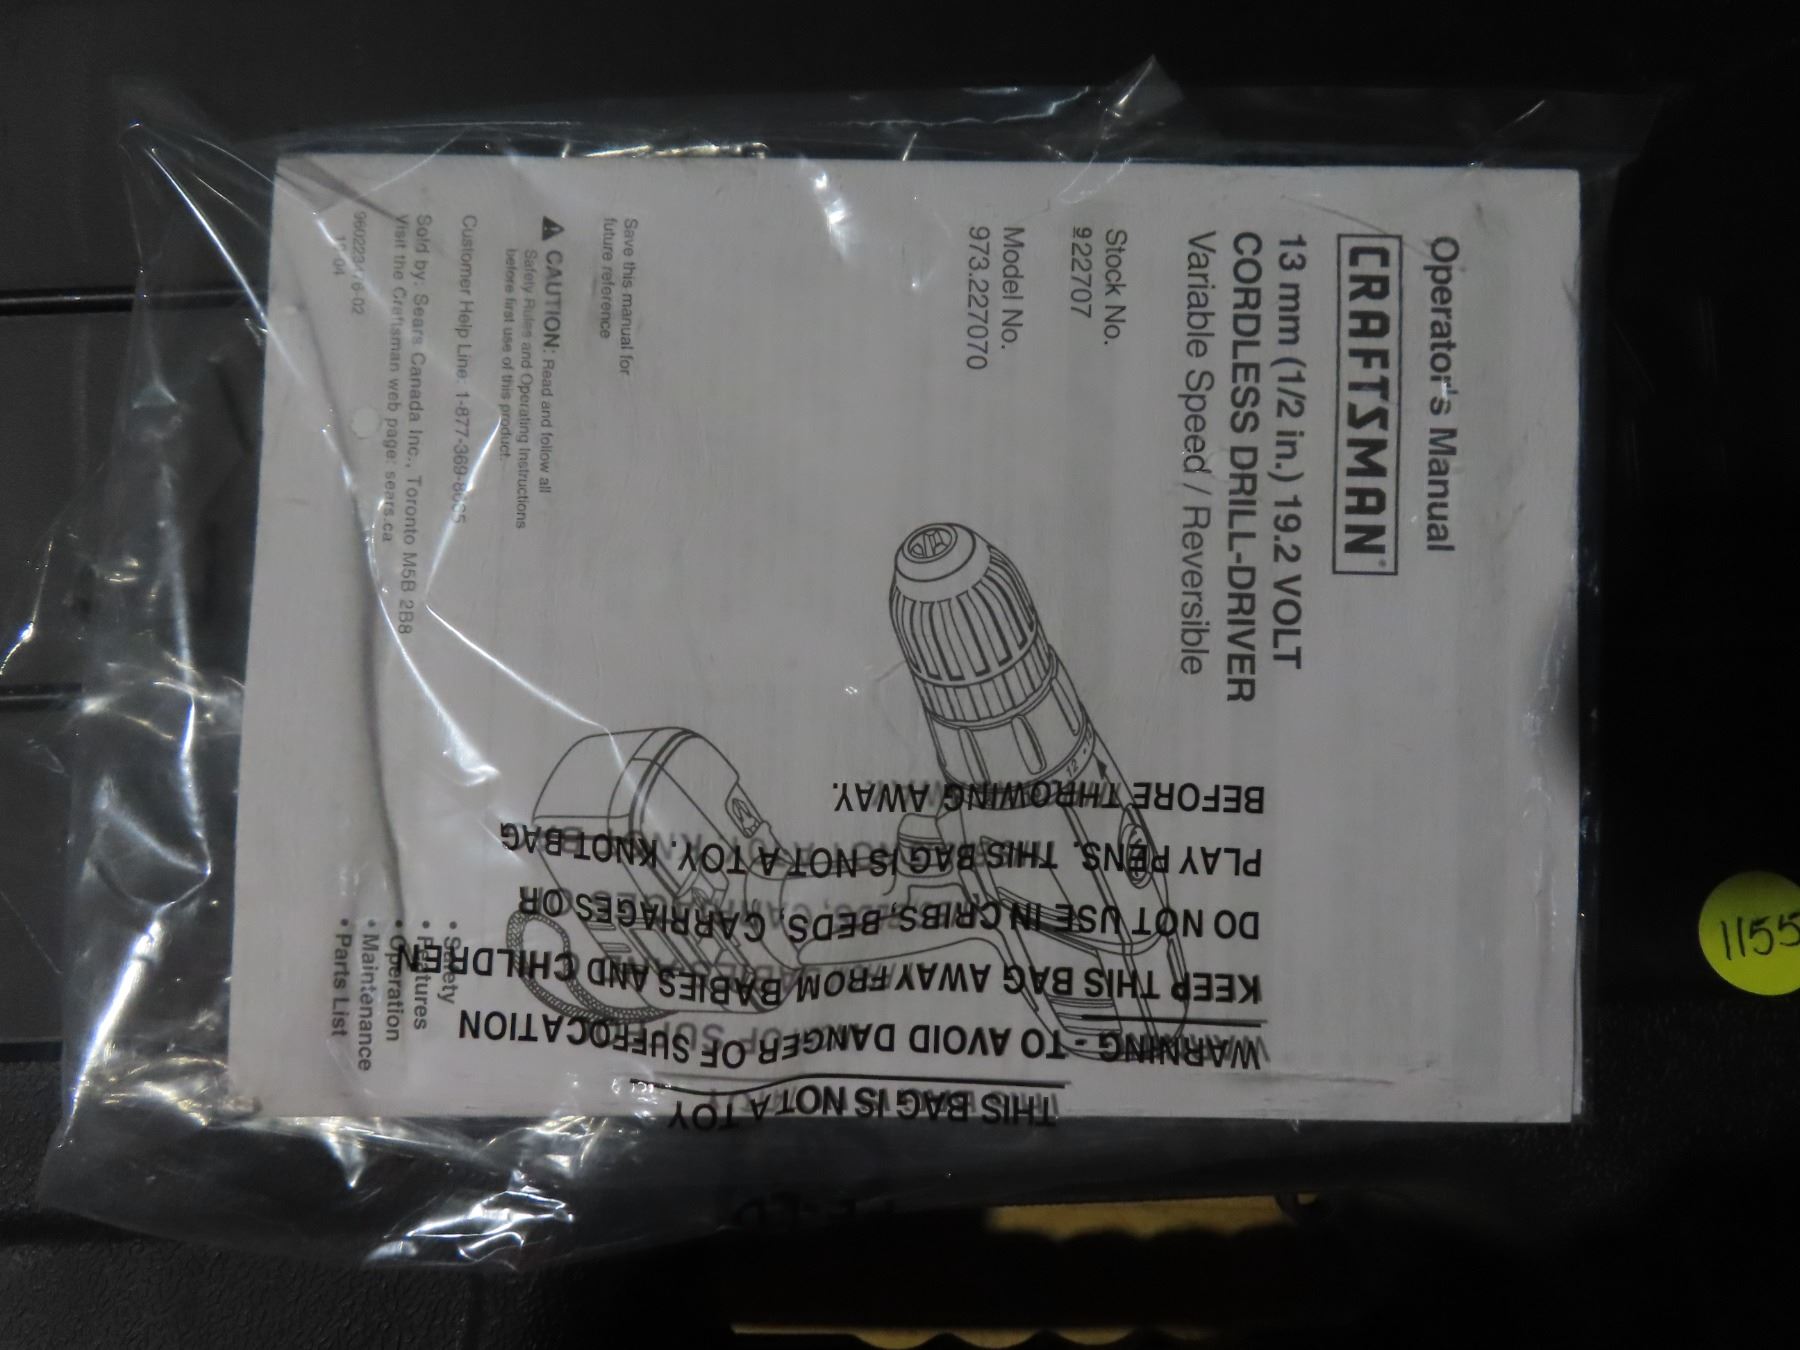 Operator's Manual
CRAFTSMAN®
13 mm (1/2 in.) 19.2 VOLT
CORDLESS DRILL-DRIVER
Variable Speed / Reversible
Stock No.
922707
Model No.
973.227070
12
Save this manual for
future reference
CAUTION: Read and follow all
Safety Rules and Operating Instructions
before first use of this product.
Customer Help Line: 1-877-369-
Sold by: Sears Canada Inc., Toronto M5B 2B8
Visit the Craftsman web page: sears.ca
• Safety
• Features
• Operation
• Maintenance
• Parts List
THIS BAG IS NOT A TOY
WARNING - TO AVOID DANGER OF SUFFOCATION
KEEP THIS BAG AWAY FROM BABIES AND CHILDREN
DO NOT USE IN CRIBS, BEDS, CARRIAGES OR
PLAY PENS. THIS BAG IS NOT A TOY. KNOT BAG
BEFORE THROWING AWAY.
1155